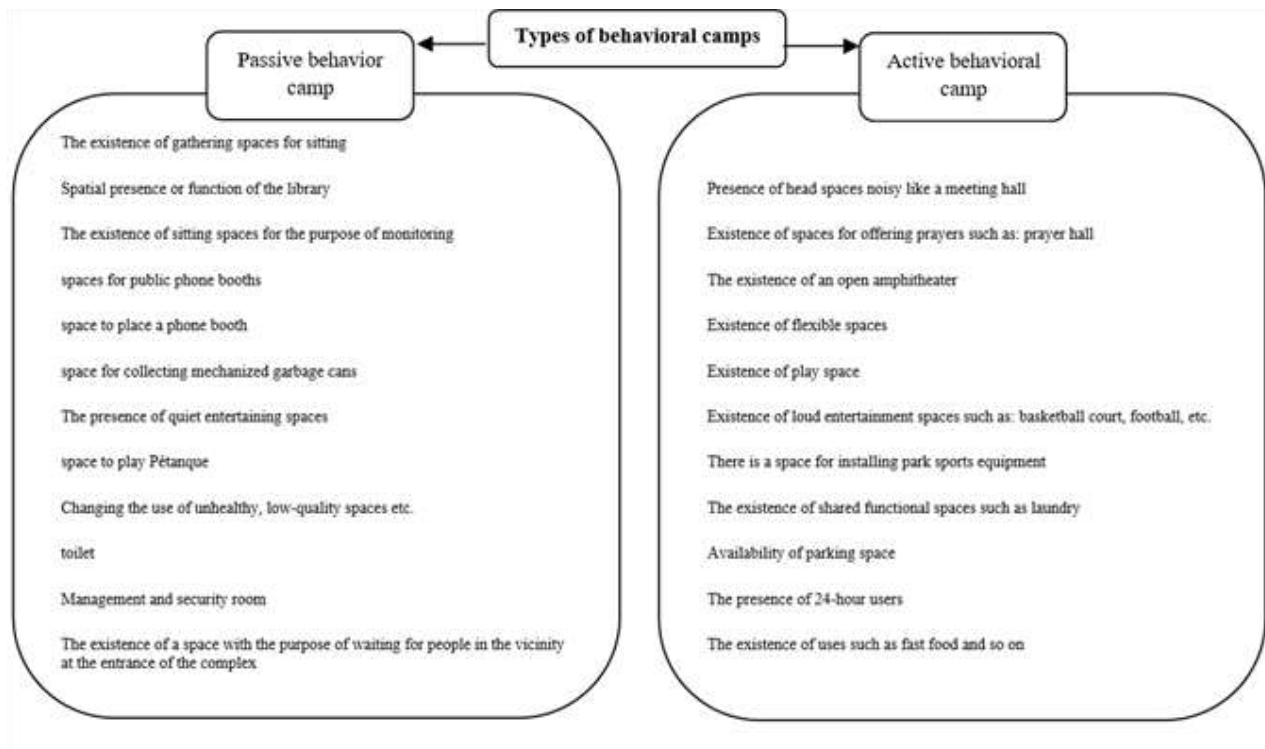 Types of behavioral camps
Passive behavior
camp
The existence of gathering spaces for sitting
Spatial presence or function of the library
The existence of sitting spaces for the purpose of monitoring
spaces for public phone booths
space to place a phone booth
space for collecting mechanized garbage cans
The presence of quiet entertaining spaces
space to play Pétanque
Changing the use of unhealthy, low-quality spaces etc.
toilet
Management and security room
The existence of a space with the purpose of waiting for people in the vicinity
at the entrance of the complex
Active behavioral
camp
Presence of head spaces noisy like a meeting hall
Existence of spaces for offering prayers such as: prayer hall
The existence of an open amphitheater
Existence of flexible spaces
Existence of play space
Existence of loud entertainment spaces such as: basketball court, football, etc.
There is a space for installing park sports equipment
The existence of shared functional spaces such as laundry
Availability of parking space
The presence of 24-hour users
The existence of uses such as fast food and so on